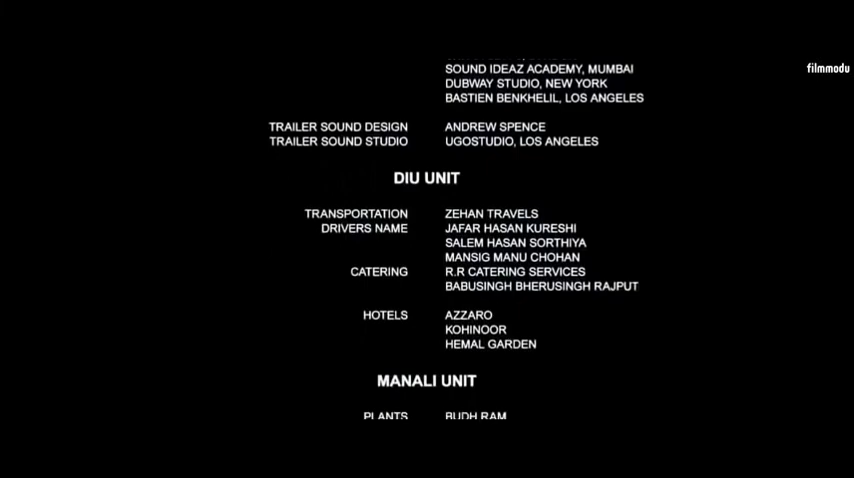 SOUND IDEAZ ACADEMY, MUMBAI
filmmodu
DUBWAY STUDIO, NEW YORK
BASTIEN BENKHELIL, LOS ANGELES
TRAILER SOUND DESIGN ANDREW SPENCE
TRAILER SOUND STUDIO UGOSTUDIO, LOS ANGELES
DIU UNIT
TRANSPORTATION ZEHAN TRAVELS
DRIVERS NAME JAFAR HASAN KURESHI
SALEM HASAN SORTHIYA
MANSIG MANU CHOHAN
CATERING R.R CATERING SERVICES
BABUSINGH BHERUSINGH RAJPUT
HOTELS AZZARO
KOHINOOR
HEMAL GARDEN
MANALI UNIT
PLANTS BUDH RAM